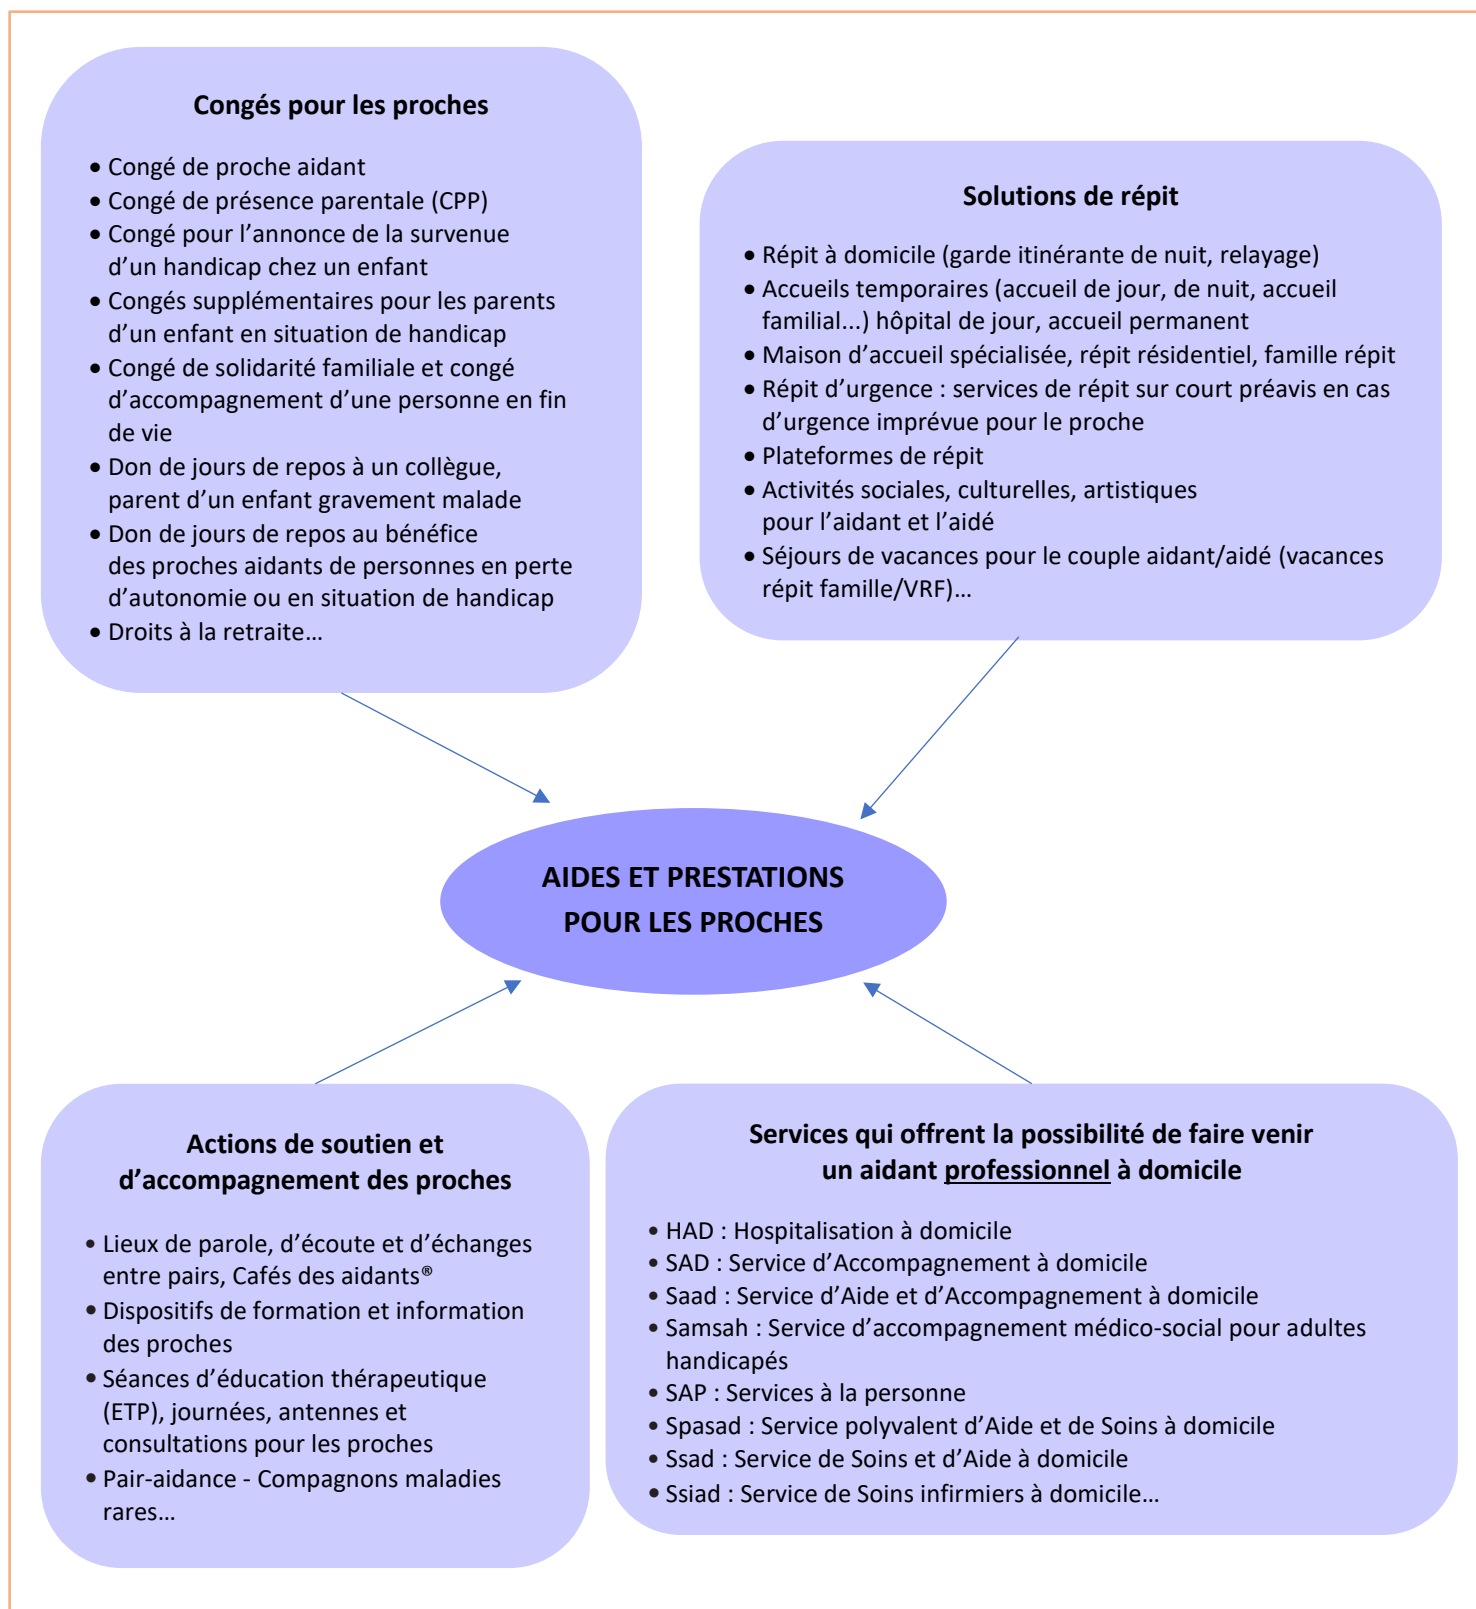 Congés pour les proches
• Congé de proche aidant
• Congé de présence parentale (CPP)
• Congé pour l’annonce de la survenue
d’un handicap chez un enfant
• Congés supplémentaires pour les parents
d’un enfant en situation de handicap
• Congé de solidarité familiale et congé
d’accompagnement d’une personne en fin
de vie
• Don de jours de repos à un collègue,
parent d’un enfant gravement malade
• Don de jours de repos au bénéfice
des proches aidants de personnes en perte
d’autonomie ou en situation de handicap
• Droits à la retraite…
Solutions de répit
• Répit à domicile (garde itinérante de nuit, relayage)
• Accueils temporaires (accueil de jour, de nuit, accueil
familial...) hôpital de jour, accueil permanent
• Maison d’accueil spécialisée, répit résidentiel, famille répit
• Répit d’urgence : services de répit sur court préavis en cas
d’urgence imprévue pour le proche
• Plateformes de répit
• Activités sociales, culturelles, artistiques
pour l’aidant et l’aidé
• Séjours de vacances pour le couple aidant/aidé (vacances
répit famille/VRF)…
AIDES ET PRESTATIONS
POUR LES PROCHES
Actions de soutien et
d’accompagnement des proches
• Lieux de parole, d’écoute et d’échanges
entre pairs, Cafés des aidants®
• Dispositifs de formation et information
des proches
• Séances d’éducation thérapeutique
(ETP), journées, antennes et
consultations pour les proches
• Pair-aidance - Compagnons maladies
rares…
Services qui offrent la possibilité de faire venir
un aidant professionnel à domicile
• HAD : Hospitalisation à domicile
• SAD : Service d’Accompagnement à domicile
• Saad : Service d’Aide et d’Accompagnement à domicile
• Samsah : Service d’accompagnement médico-social pour adultes
handicapés
• SAP : Services à la personne
• Spasad : Service polyvalent d’Aide et de Soins à domicile
• Ssad : Service de Soins et d’Aide à domicile
• Ssiad : Service de Soins infirmiers à domicile…